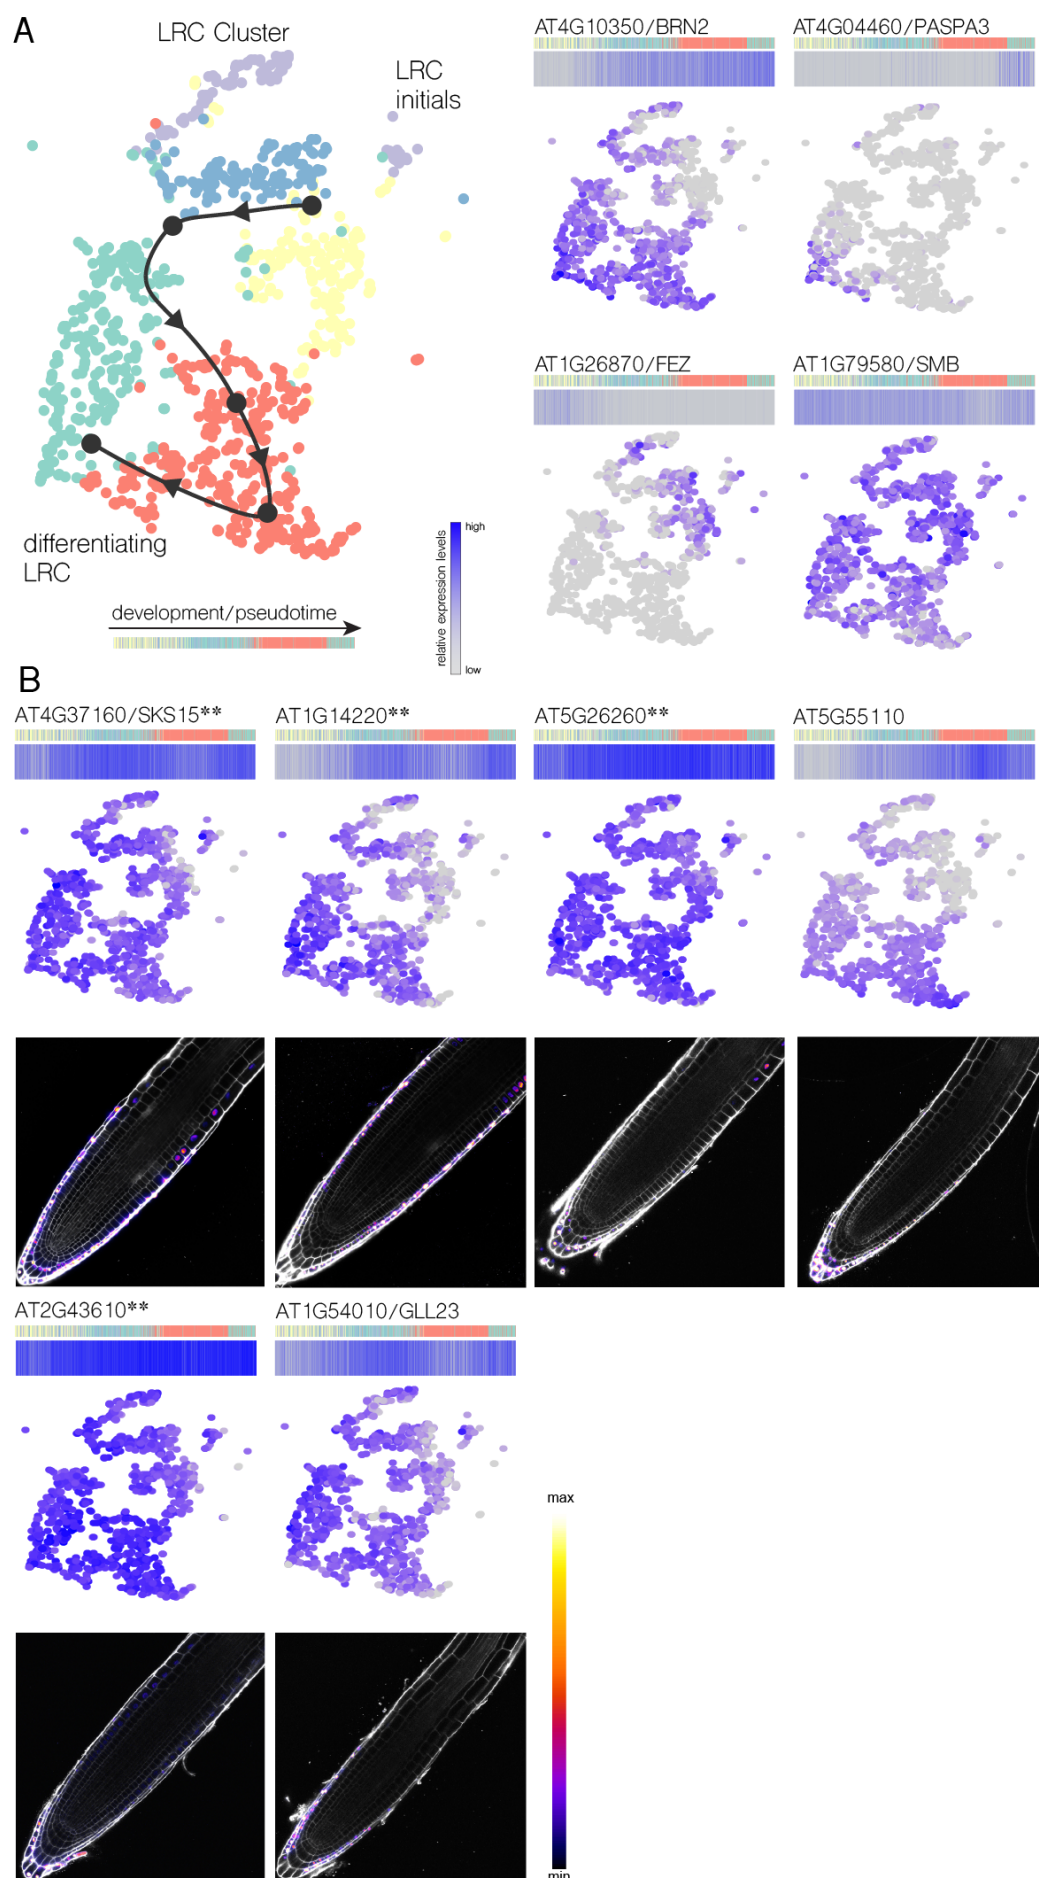 A
LRC Cluster
LRC
initials
differentiating
LRC
development/pseudotime
high
relative expression levels
low
AT4G10350/BRN2
AT4G04460/PASPA3
AT1G26870/FEZ
AT1G79580/SMB
B
AT4G37160/SKS15**
AT1G14220**
AT5G26260**
AT5G55110
AT2G43610**
AT1G54010/GLL23
max
min